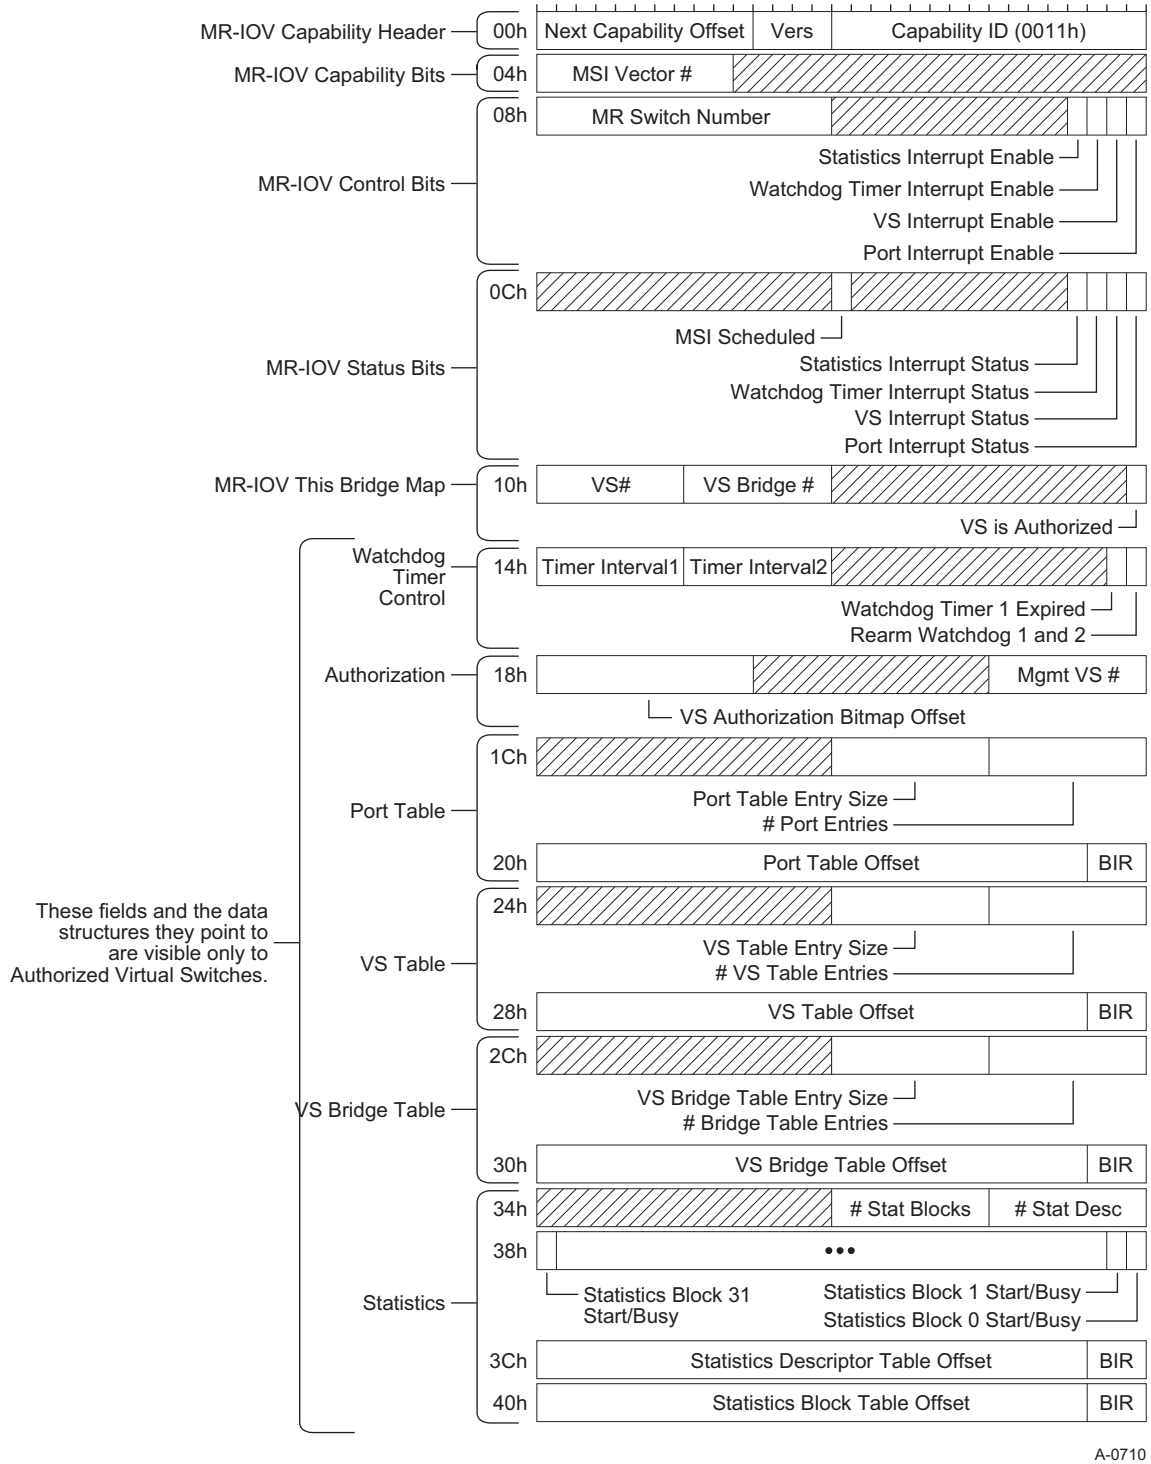 MR-IOV Capability Header
00h
Next Capability Offset
Vers
Capability ID (0011h)
MR-IOV Capability Bits
04h
MSI Vector #
MR-IOV Control Bits
08h
MR Switch Number
Statistics Interrupt Enable
Watchdog Timer Interrupt Enable
VS Interrupt Enable
Port Interrupt Enable
MR-IOV Status Bits
0Ch
MSI Scheduled
Statistics Interrupt Status
Watchdog Timer Interrupt Status
VS Interrupt Status
Port Interrupt Status
MR-IOV This Bridge Map
10h
VS#
VS Bridge #
VS is Authorized
These fields and the data
structures they point to
are visible only to
Authorized Virtual Switches.
Watchdog
Timer
Control
14h
Timer Interval1
Timer Interval2
Watchdog Timer 1 Expired
Rearm Watchdog 1 and 2
Authorization
18h
Mgmt VS #
VS Authorization Bitmap Offset
Port Table
1Ch
Port Table Entry Size
# Port Entries
20h
Port Table Offset
BIR
VS Table
24h
VS Table Entry Size
# VS Table Entries
28h
VS Table Offset
BIR
VS Bridge Table
2Ch
VS Bridge Table Entry Size
# Bridge Table Entries
30h
VS Bridge Table Offset
BIR
Statistics
34h
# Stat Blocks
# Stat Desc
38h
•••
Statistics Block 31
Start/Busy
Statistics Block 1 Start/Busy
Statistics Block 0 Start/Busy
3Ch
Statistics Descriptor Table Offset
BIR
40h
Statistics Block Table Offset
BIR
A-0710